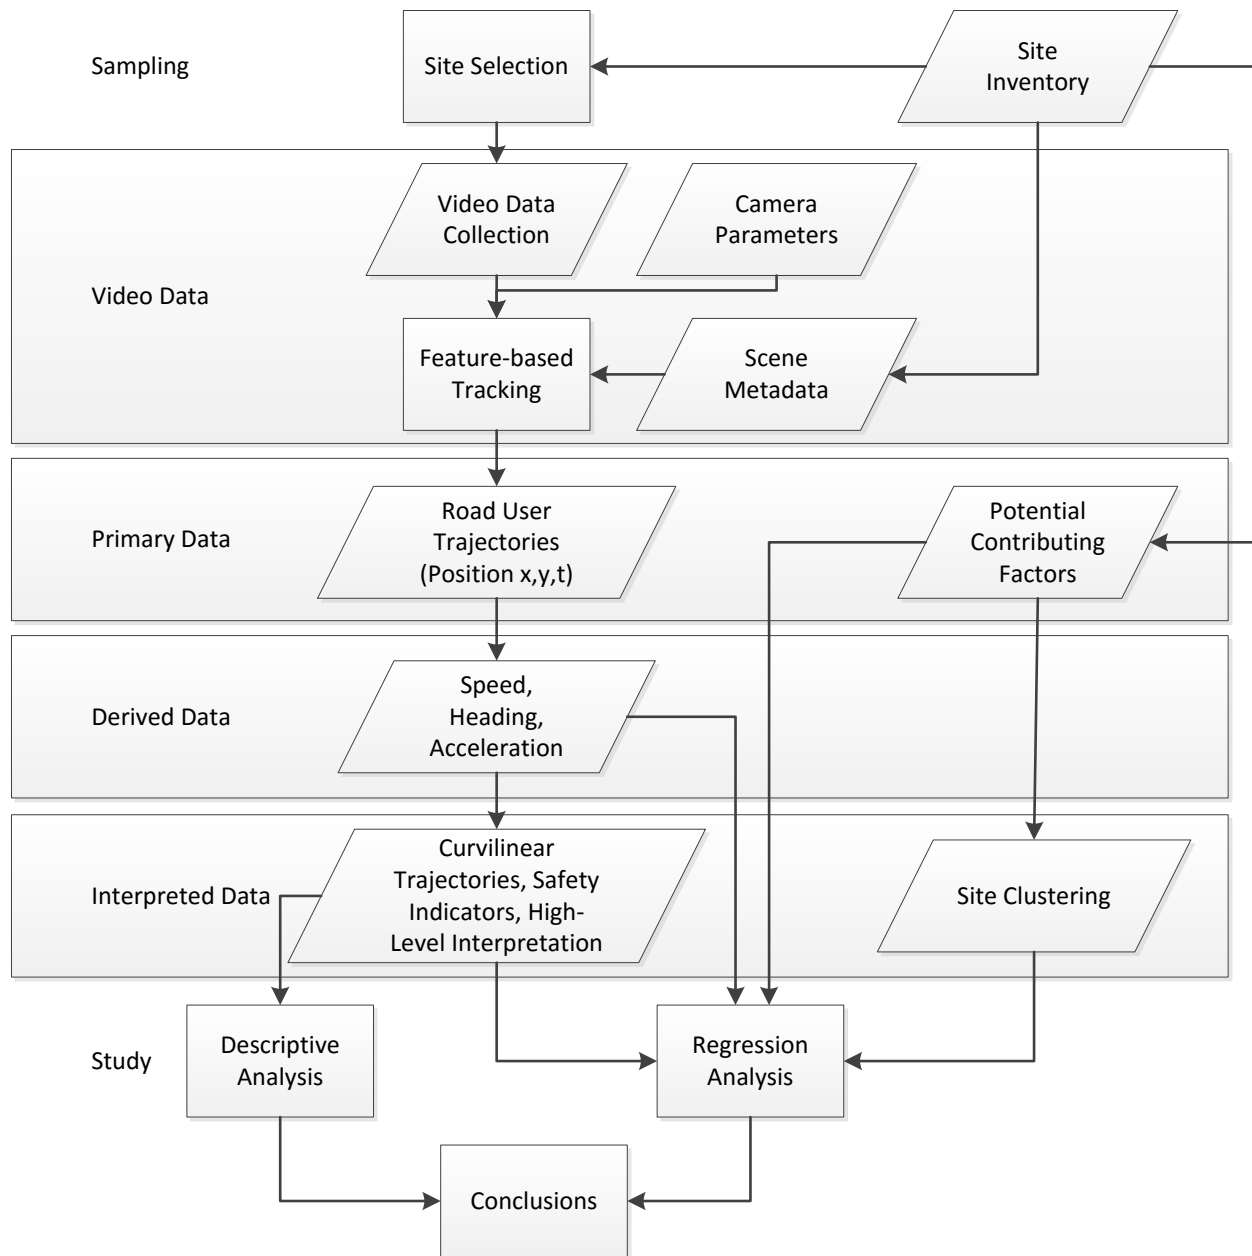 Sampling
Site Selection
Site
Inventory
Video Data
Video Data
Collection
Camera
Parameters
Feature-based
Tracking
Scene
Metadata
Primary Data
Road User
Trajectories
(Position x,y,t)
Potential
Contributing
Factors
Derived Data
Speed,
Heading,
Acceleration
Interpreted Data
Curvilinear
Trajectories, Safety
Indicators, High-
Level Interpretation
Site Clustering
Study
Descriptive
Analysis
Regression
Analysis
Conclusions